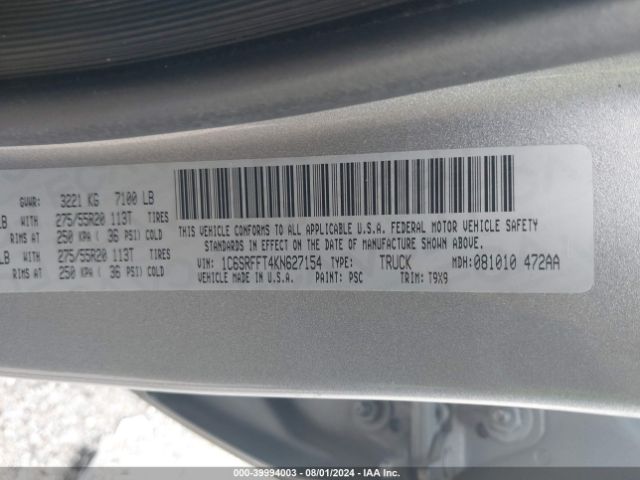 GVWR: 3221 KG 7100 LB
LB WITH 275/55R20 113T TIRES
RIMS AT 250 KPA ( 36 PSI) COLD
LB WITH 275/55R20 113T TIRES
RIMS AT 250 KPA ( 36 PSI) COLD
THIS VEHICLE CONFORMS TO ALL APPLICABLE U.S.A. FEDERAL MOTOR VEHICLE SAFETY
STANDARDS IN EFFECT ON THE DATE OF MANUFACTURE SHOWN ABOVE.
VIN: 1C6SRFFT4KN627154 TYPE: TRUCK MDH: 081010 472AA
VEHICLE MADE IN U.S.A. PAINT: PSC TRIM: T9X9
000-39994003 - 08/01/2024 - IAA Inc.